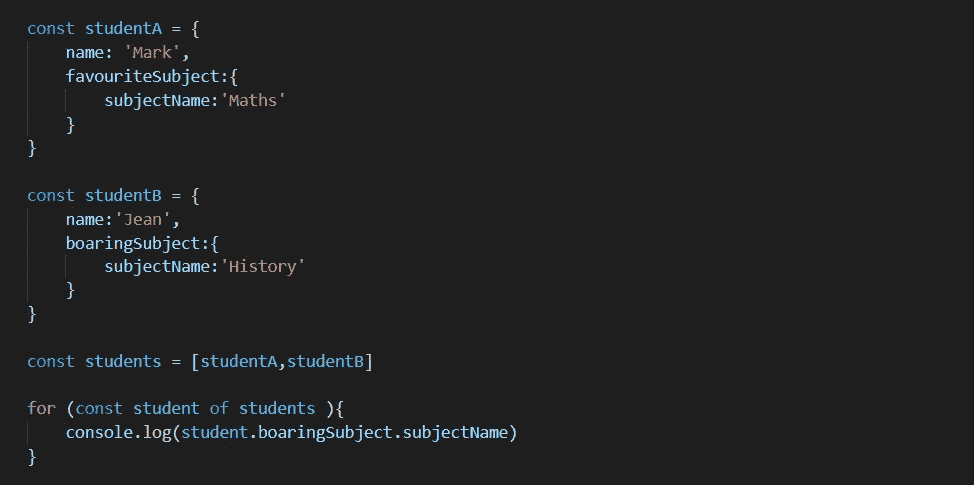 const studentA = {
    name: 'Mark',
    favouriteSubject:{
        subjectName:'Maths'
    }
}
const studentB = {
    name:'Jean',
    boaringSubject:{
        subjectName:'History'
    }
}
const students = [studentA,studentB]
for (const student of students ){
    console.log(student.boaringSubject.subjectName)
}